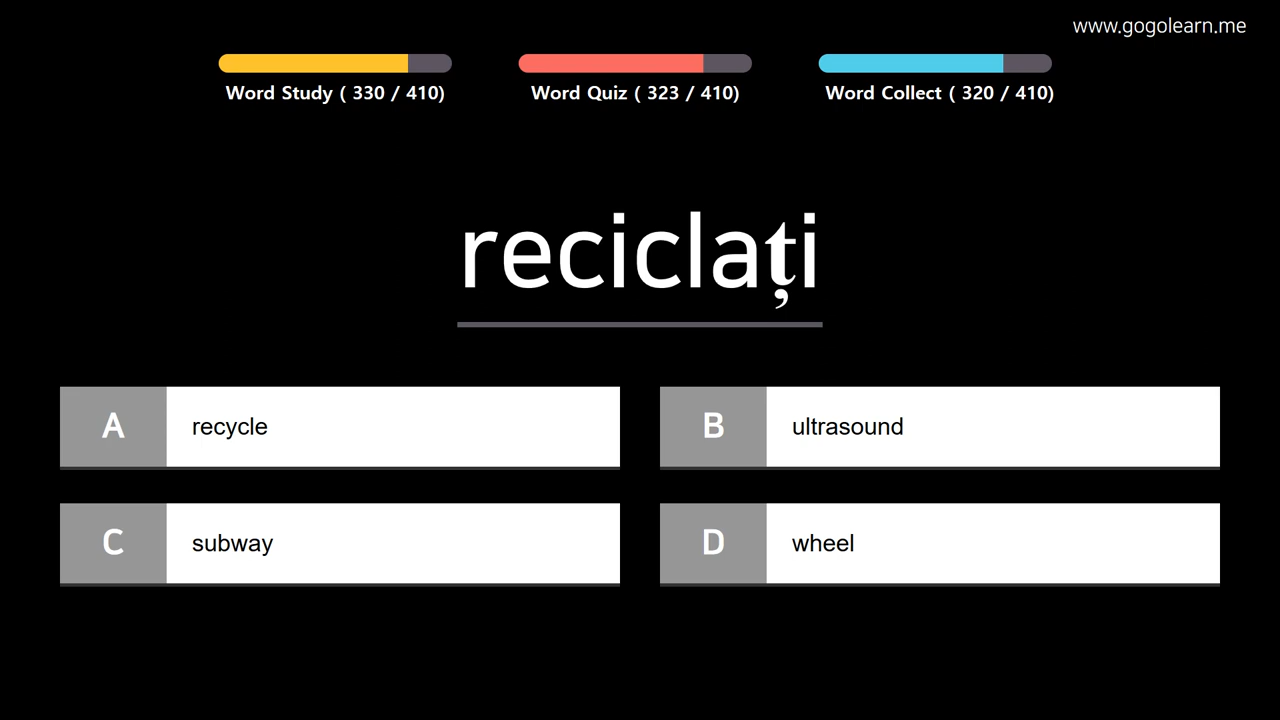 www.gogolearn.me
Word Study ( 330 / 410)
Word Quiz ( 323 / 410)
Word Collect ( 320 / 410)
reciclați
A recycle
B ultrasound
C subway
D wheel